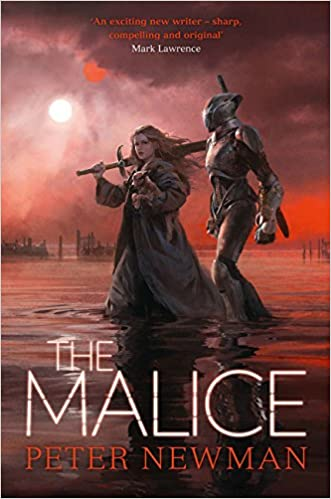 ‘An exciting new writer – sharp,
compelling and original’
Mark Lawrence
THE
MALICE
PETER NEWMAN